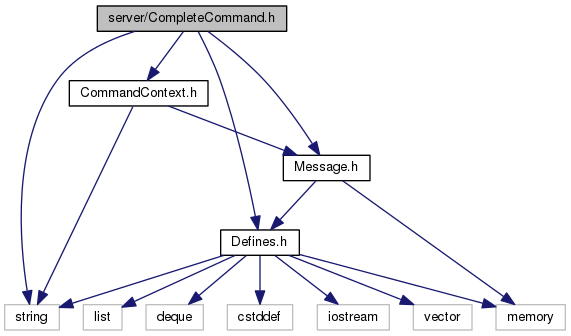 server/CompleteCommand.h
CommandContext.h
Message.h
Defines.h
string
list
deque
cstddef
iostream
vector
memory